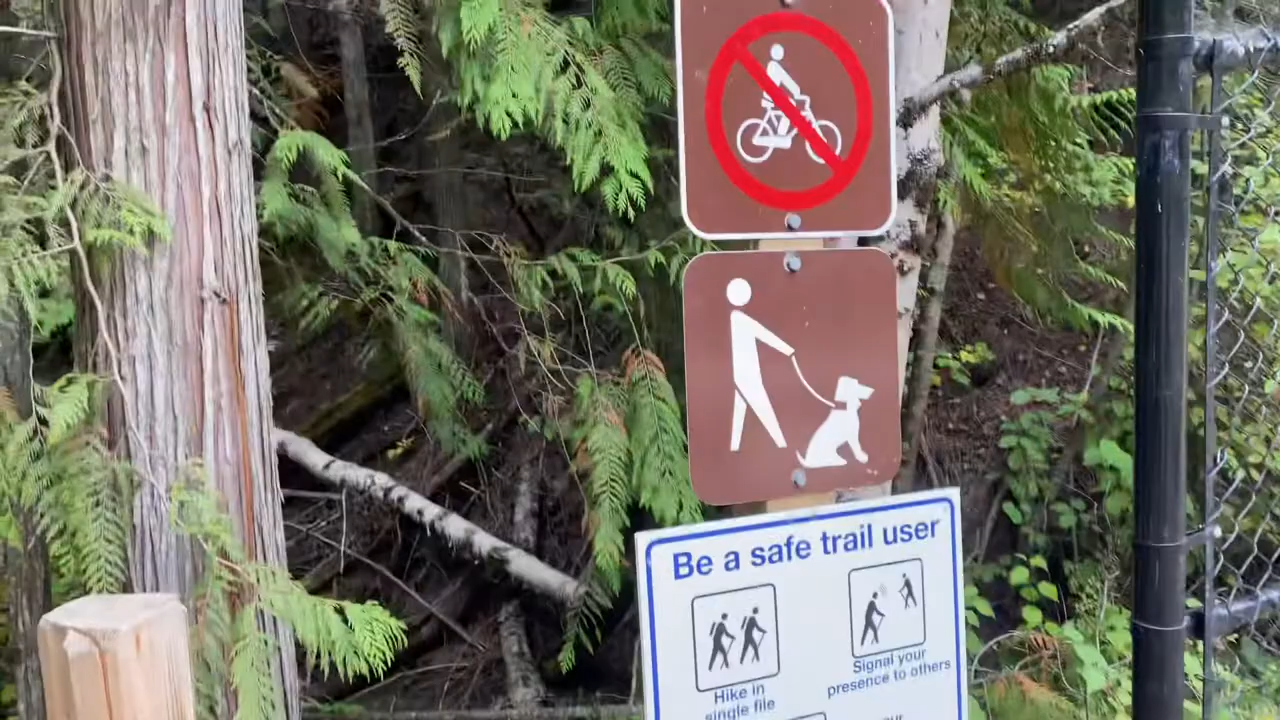 Be a safe trail user
Hike in
single file
Signal your
presence to others